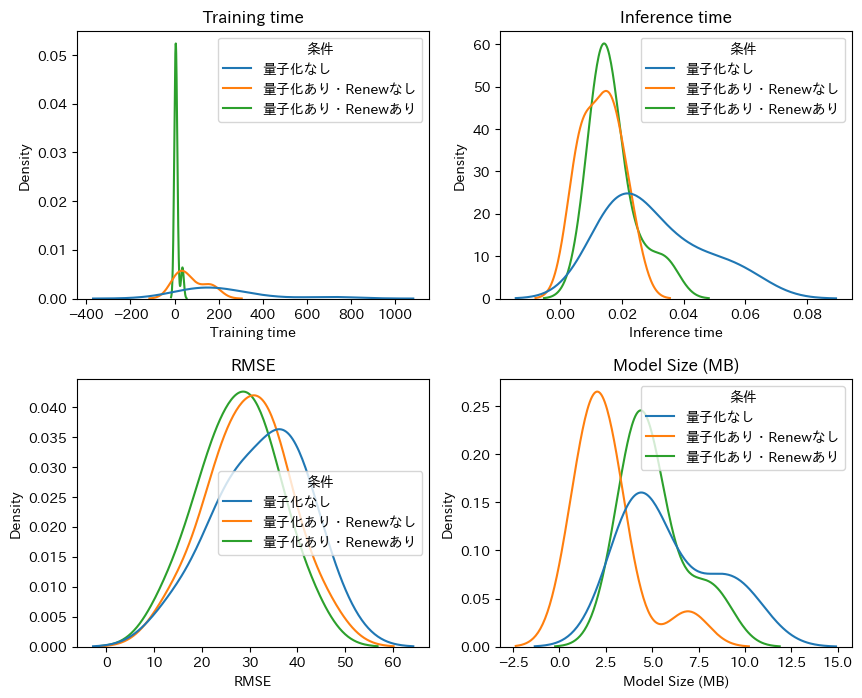 Training time
条件
量子化なし
量子化あり・Renewなし
量子化あり・Renewあり
0.05
0.04
0.03
0.02
0.01
0.00
Density
−400 −200 0 200 400 600 800 1000
Training time
Inference time
条件
量子化なし
量子化あり・Renewなし
量子化あり・Renewあり
60
50
40
30
20
10
0
Density
0.00 0.02 0.04 0.06 0.08
Inference time
RMSE
条件
量子化なし
量子化あり・Renewなし
量子化あり・Renewあり
0.040
0.035
0.030
0.025
0.020
0.015
0.010
0.005
0.000
Density
0 10 20 30 40 50 60
RMSE
Model Size (MB)
条件
量子化なし
量子化あり・Renewなし
量子化あり・Renewあり
0.25
0.20
0.15
0.10
0.05
0.00
Density
−2.5 0.0 2.5 5.0 7.5 10.0 12.5 15.0
Model Size (MB)